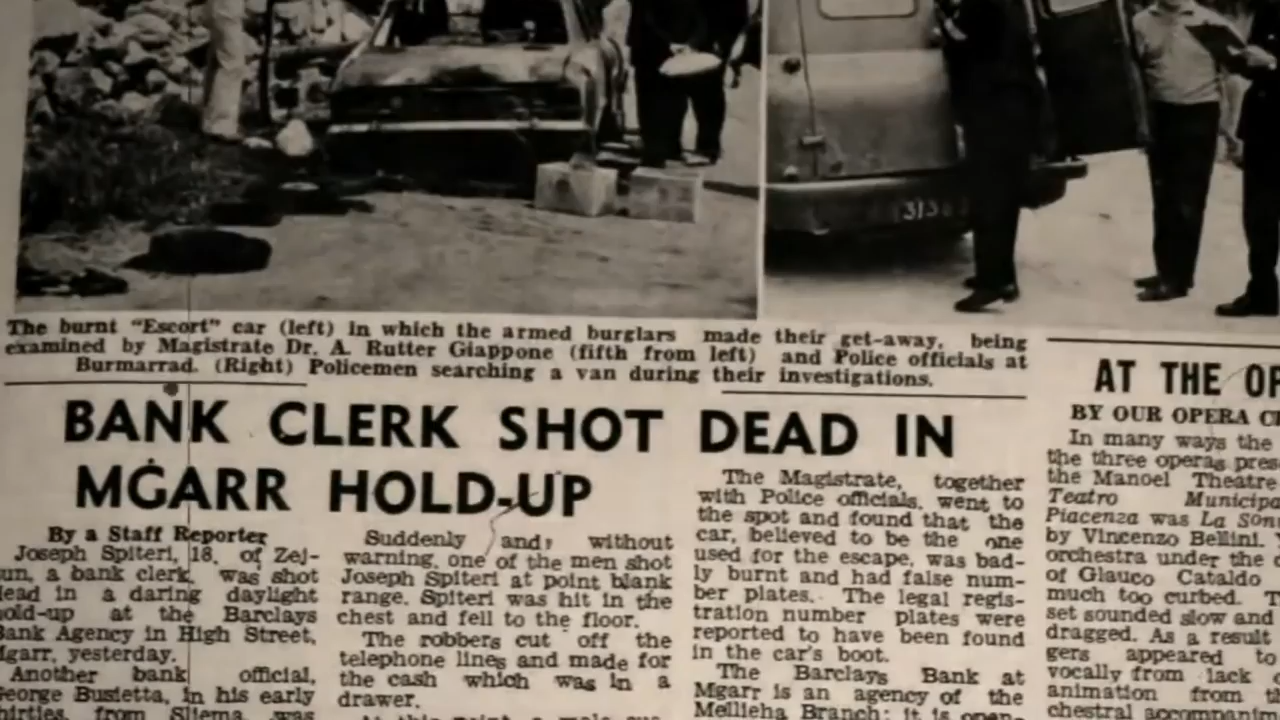 The burnt "Escort" car (left) in which the armed burglars made their get-away, being
examined by Magistrate Dr. A. Rutter Giappone (fifth from left) and Police officials at
Burmarrad. (Right) Policemen searching a van during their investigations.
BANK CLERK SHOT DEAD IN
MĠARR HOLD-UP
By a Staff Reporter
Joseph Spiteri, 18, of Zej-
un, a bank clerk, was shot
dead in a daring daylight
hold-up at the Barclays
Bank Agency in High Street,
Mgarr, yesterday.
Another bank official,
George Busietta, in his early
thirties, from Sliema, was
Suddenly and, without
warning, one of the men shot
Joseph Spiteri at point blank
range. Spiteri was hit in the
chest and fell to the floor.
The robbers cut off the
telephone lines and made for
the cash which was in a
drawer.
At this point a male
The Magistrate, together
with Police officials, went to
the spot and found that the
car, believed to be the one
used for the escape, was bad-
ly burnt and had false num-
ber plates. The legal regis-
tration number plates were
reported to have been found
in the car's boot.
The Barclays Bank at
Mgarr is an agency of the
Mellieha Branch; it is open-
AT THE OP
BY OUR OPERA
In many ways the
the three operas pres
the Manoel Theatre
Teatro Municipa
Piacenza was La Son
by Vincenzo Bellini.
orchestra under the
of Glauco Cataldo
much too curbed. T
set sounded slow and
dragged. As a result
gers appeared to
vocally from lack
animation from
chestral accompani